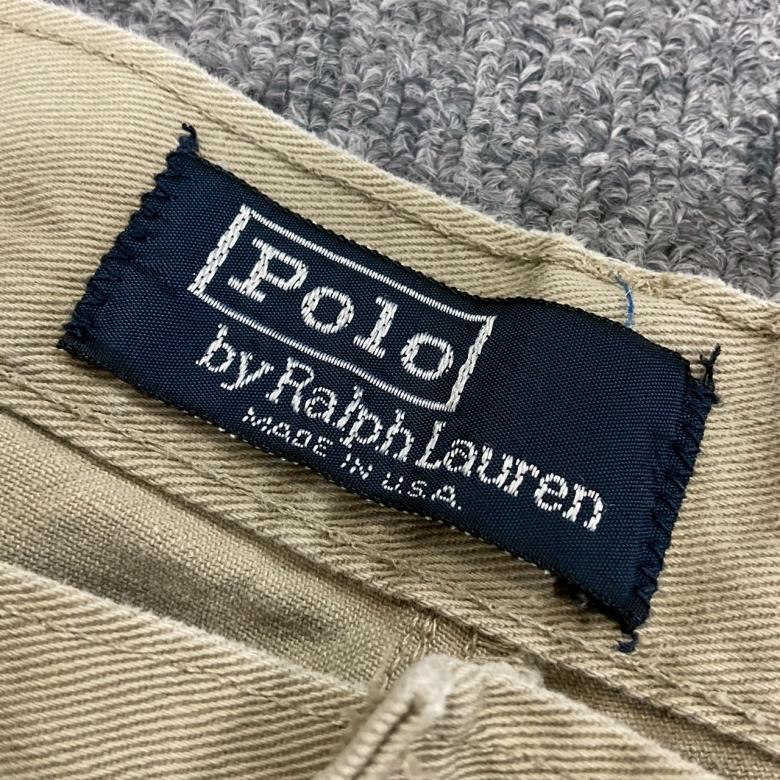 Polo
by Ralph Lauren
MADE IN U.S.A.